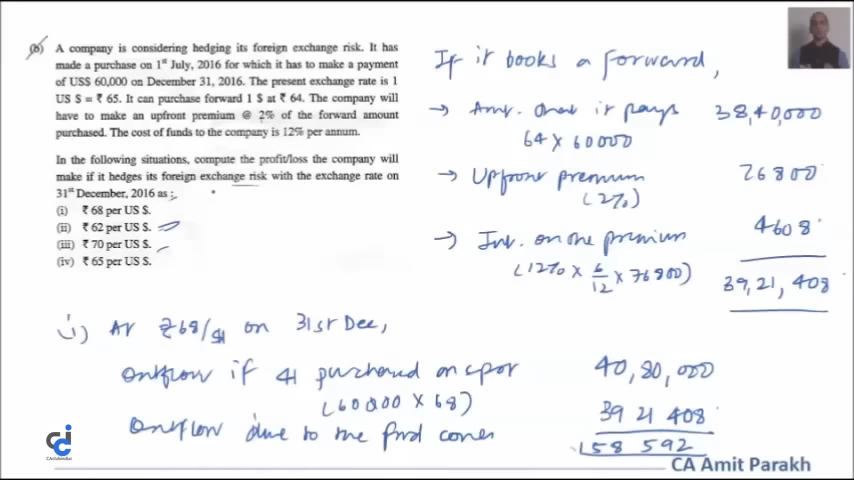 (b) A company is considering hedging its foreign exchange risk. It has
made a purchase on 1st July, 2016 for which it has to make a payment
of US$ 60,000 on December 31, 2016. The present exchange rate is 1
US $ = ₹ 65. It can purchase forward 1 $ at ₹ 64. The company will
have to make an upfront premium @ 2% of the forward amount
purchased. The cost of funds to the company is 12% per annum.
In the following situations, compute the profit/loss the company will
make if it hedges its foreign exchange risk with the exchange rate on
31st December, 2016 as :
(i) ₹ 68 per US $.
(ii) ₹ 62 per US $.
(iii) ₹ 70 per US $.
(iv) ₹ 65 per US $.
If it books a forward,
→ Amt. that it pays 38,40,000
64 × 60000
→ Upfront premium 76800
(2%)
→ Int. on the premium 4608
(12% × 6/12 × 76800)
39,21,408
i) At ₹68/$1 on 31st Dec,
Outflow if $1 purchased on spot 40,80,000
(60000 × 68)
Outflow due to the fwd cover 39 21 408
158 592
CA Amit Parakh